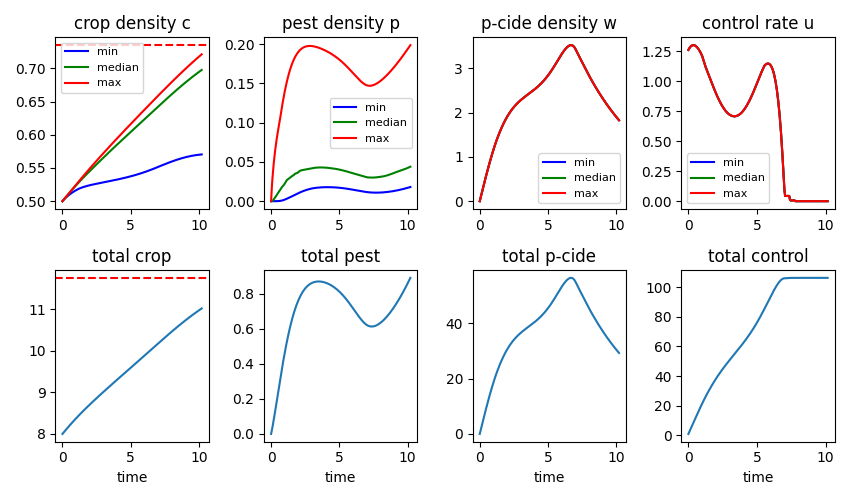 crop density c
pest density p
p-cide density w
control rate u
0.70
0.65
0.60
0.55
0.50
min
median
max
0 5 10
0.20
0.15
0.10
0.05
0.00
min
median
max
0 5 10
3
2
1
0
min
median
max
0 5 10
1.25
1.00
0.75
0.50
0.25
0.00
min
median
max
0 5 10
total crop
total pest
total p-cide
total control
11
10
9
8
0 5 10
time
0.8
0.6
0.4
0.2
0.0
0 5 10
time
40
20
0
0 5 10
time
100
80
60
40
20
0
0 5 10
time